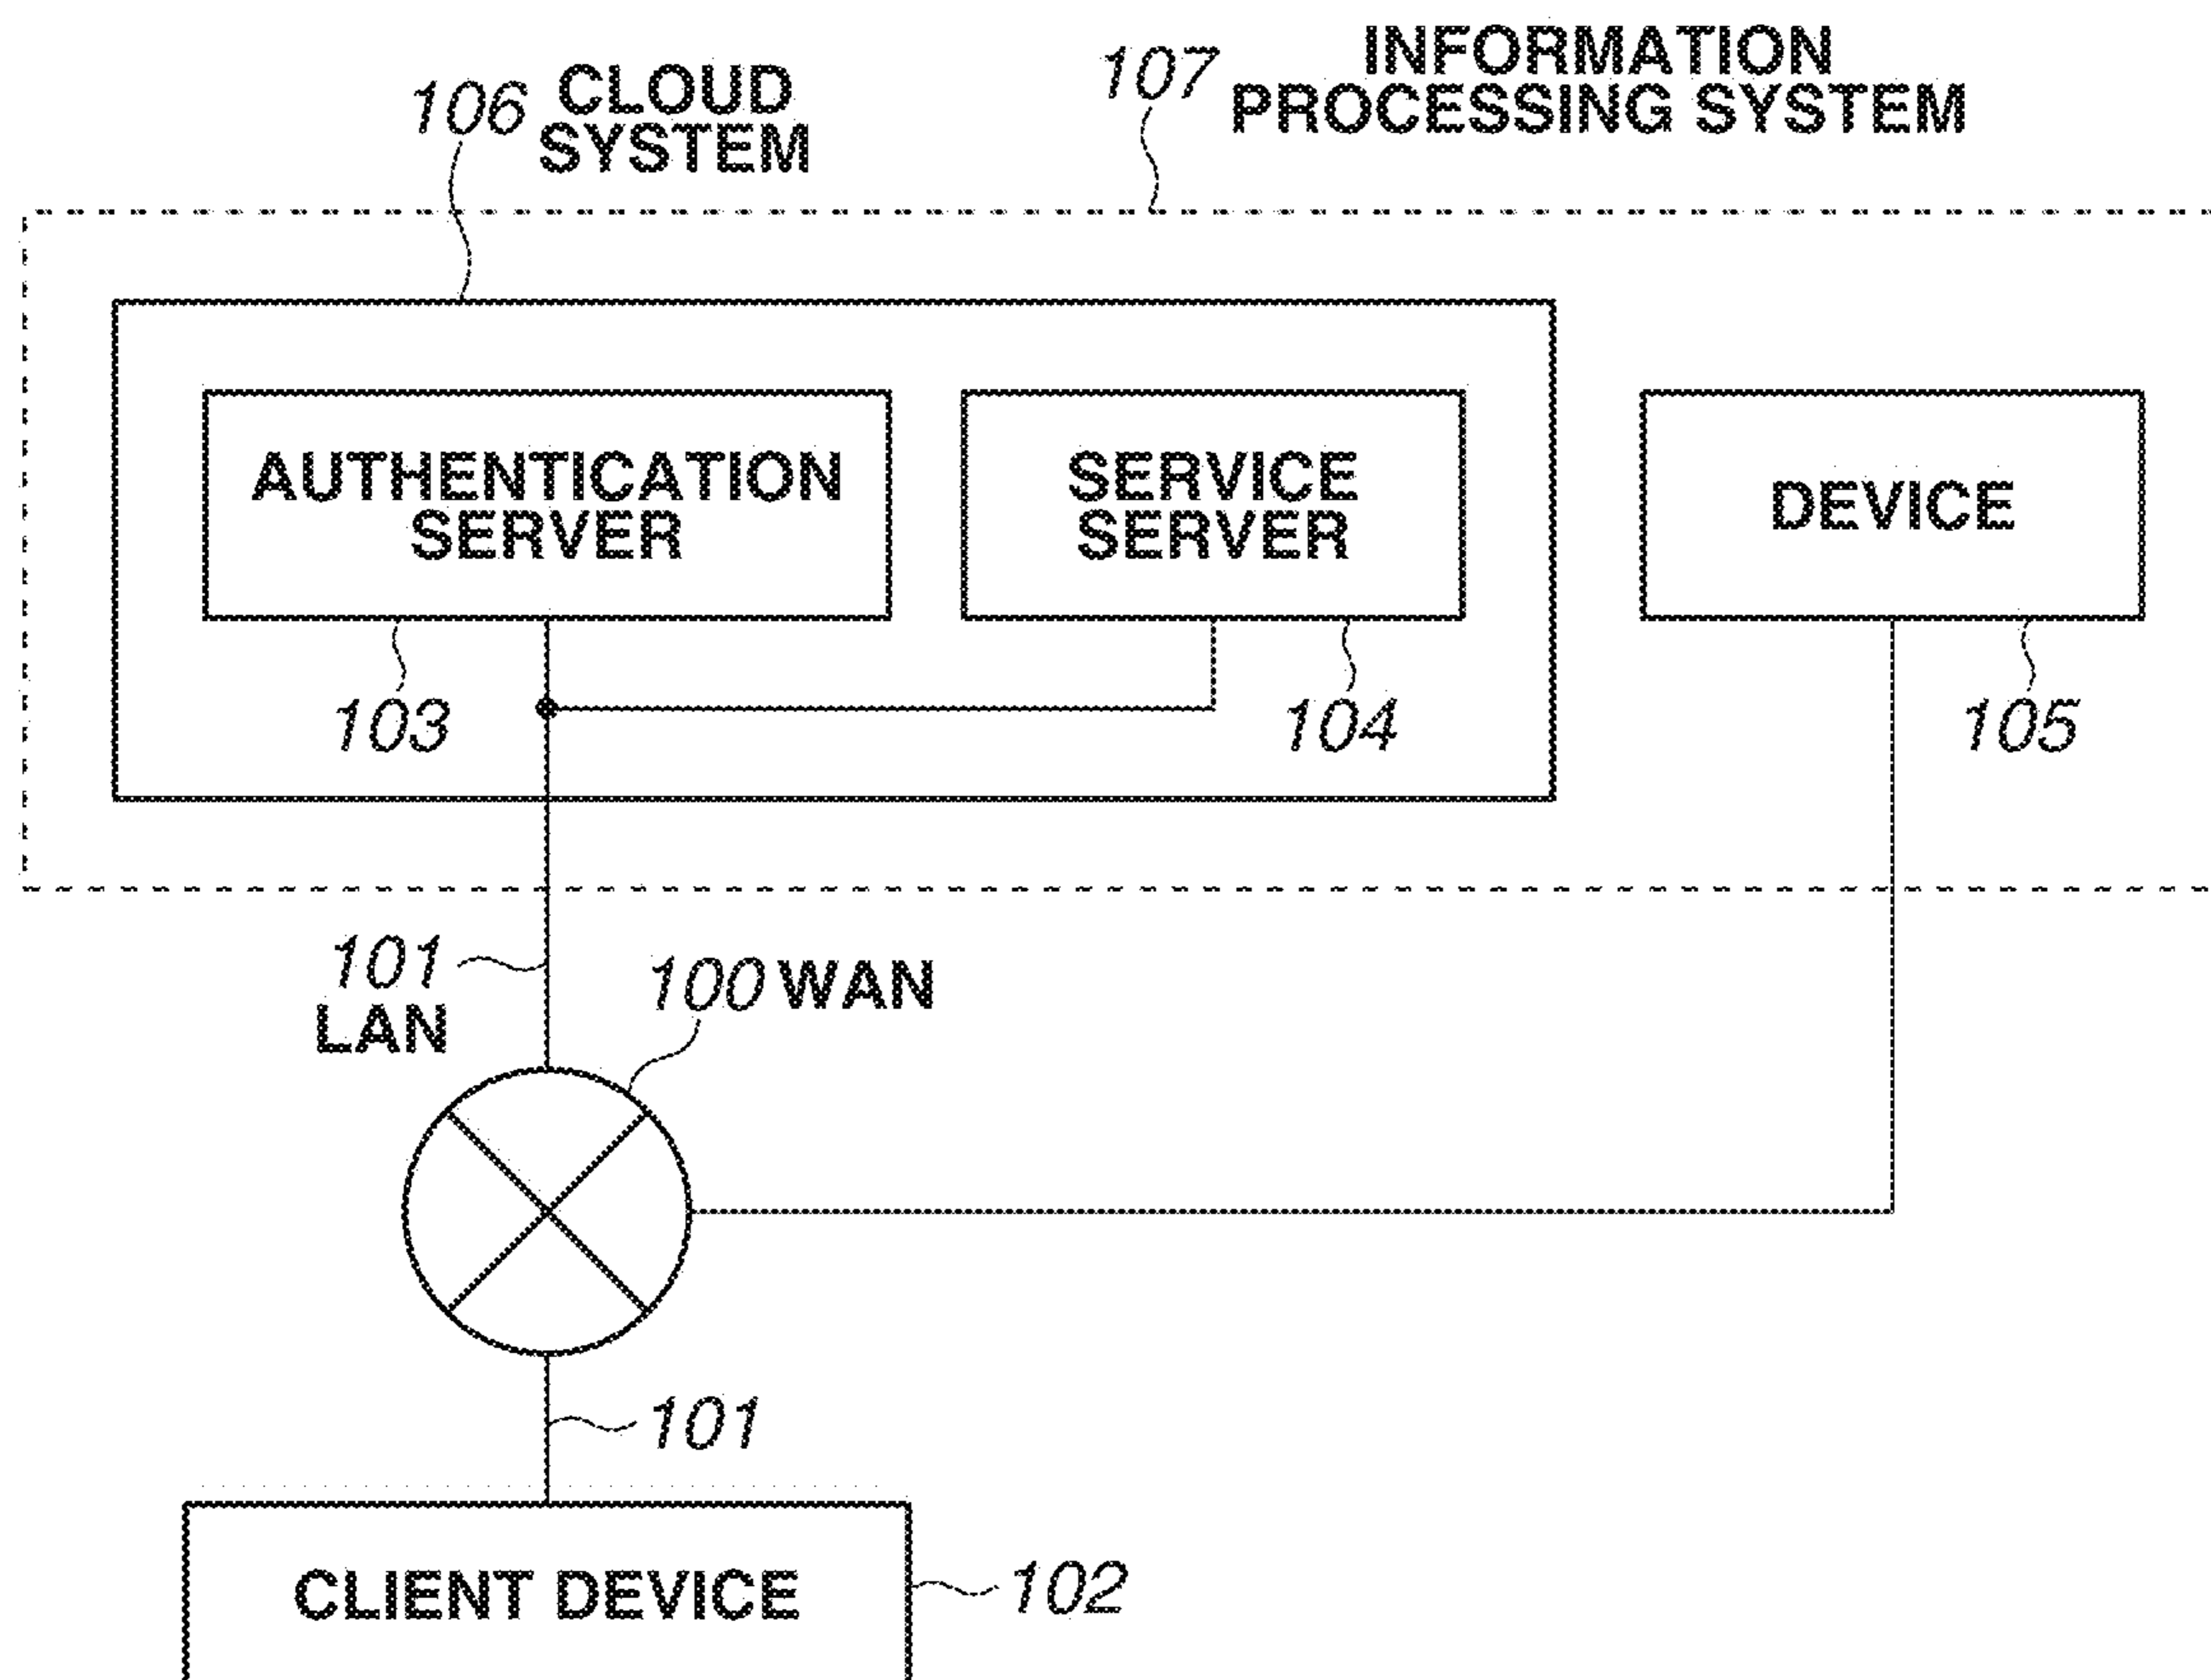 106 CLOUD
SYSTEM
107 INFORMATION
PROCESSING SYSTEM
AUTHENTICATION
SERVER
SERVICE
SERVER
DEVICE
103
104
105
101
LAN
100 WAN
101
CLIENT DEVICE
102